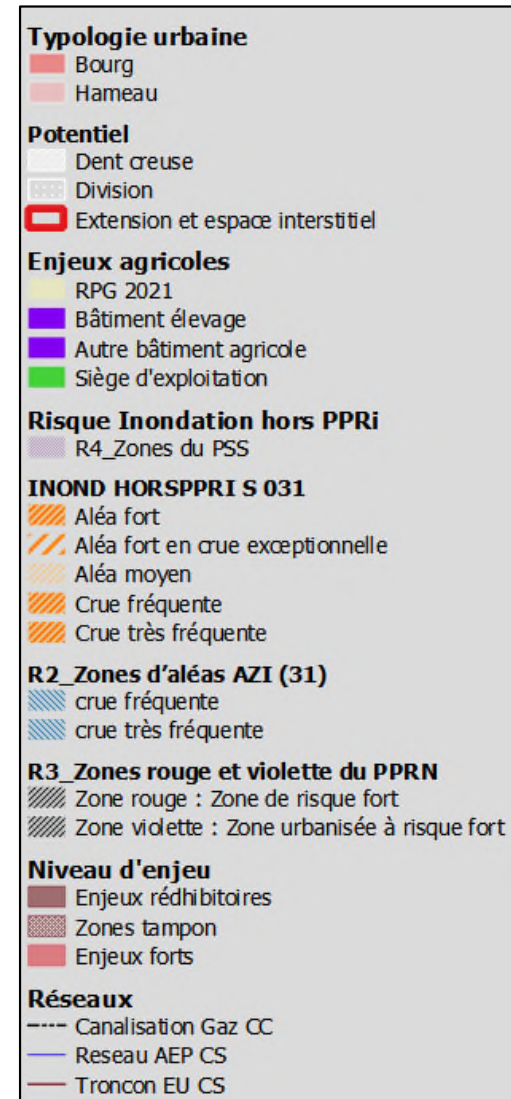 Typologie urbaine
Bourg
Hameau
Potentiel
Dent creuse
Division
Extension et espace interstitiel
Enjeux agricoles
RPG 2021
Bâtiment élevage
Autre bâtiment agricole
Siège d'exploitation
Risque Inondation hors PPRi
R4_Zones du PSS
INOND HORSPPRI S 031
Aléa fort
Aléa fort en crue exceptionnelle
Aléa moyen
Crue fréquente
Crue très fréquente
R2_Zones d’aléas AZI (31)
crue fréquente
crue très fréquente
R3_Zones rouge et violette du PPRN
Zone rouge : Zone de risque fort
Zone violette : Zone urbanisée à risque fort
Niveau d'enjeu
Enjeux rédhibitoires
Zones tampon
Enjeux forts
Réseaux
Canalisation Gaz CC
Reseau AEP CS
Troncon EU CS